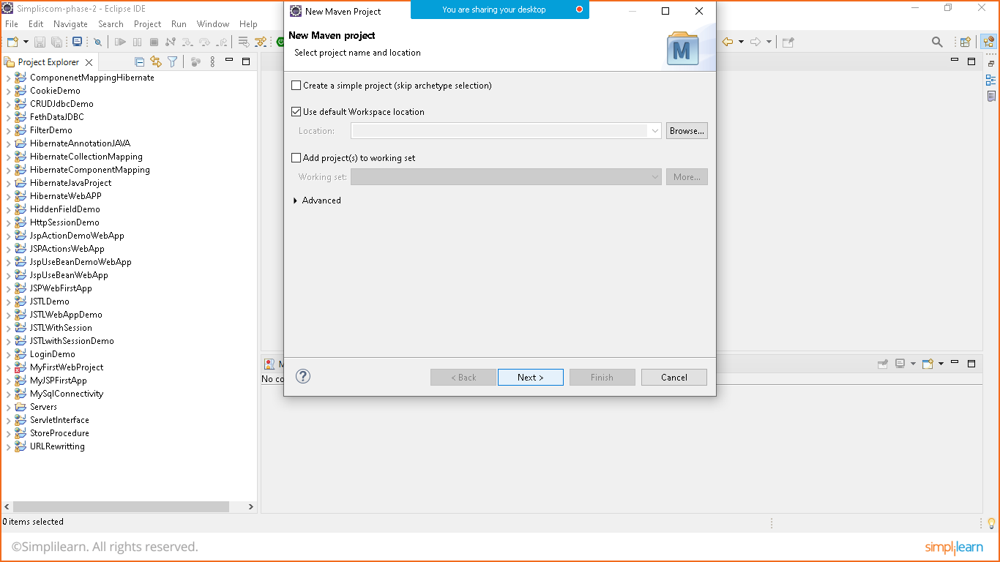 Simpliscom-phase-2 - Eclipse IDE
File Edit Navigate Search Project Run Window Help
Project Explorer
ComponenetMappingHibernate
CookieDemo
CRUDJdbcDemo
FethDataJDBC
FilterDemo
HibernateAnnotationJAVA
HibernateCollectionMapping
HibernateComponentMapping
HibernateJavaProject
HibernateWebAPP
HiddenFieldDemo
HttpSessionDemo
JspActionDemoWebApp
JSPActionsWebApp
JspUseBeanDemoWebApp
JspUseBeanWebApp
JSPWebFirstApp
JSTLDemo
JSTLWebAppDemo
JSTLWithSession
JSTLwithSessionDemo
LoginDemo
MyFirstWebProject
MyJSPFirstApp
MySqlConnectivity
Servers
ServletInterface
StoreProcedure
URLRewritting
0 items selected
New Maven Project
You are sharing your desktop
New Maven project
Select project name and location
M
Create a simple project (skip archetype selection)
Use default Workspace location
Location:
Browse...
Add project(s) to working set
Working set:
More...
Advanced
?
< Back
Next >
Finish
Cancel
M
No co
©Simplilearn. All rights reserved.
simplilearn